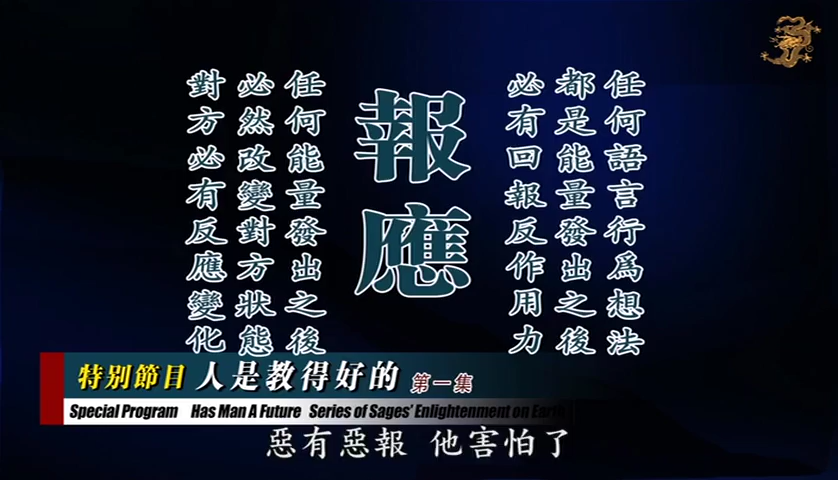 任何語言行爲想法
都是能量發出之後
必有回報反作用力
報應
任何能量發出之後
必然改變對方狀態
對方必有反應變化
特別節目 人是教得好的 第一集
Special Program Has Man A Future Series of Sages' Enlightenment on Earth
惡有惡報 他害怕了